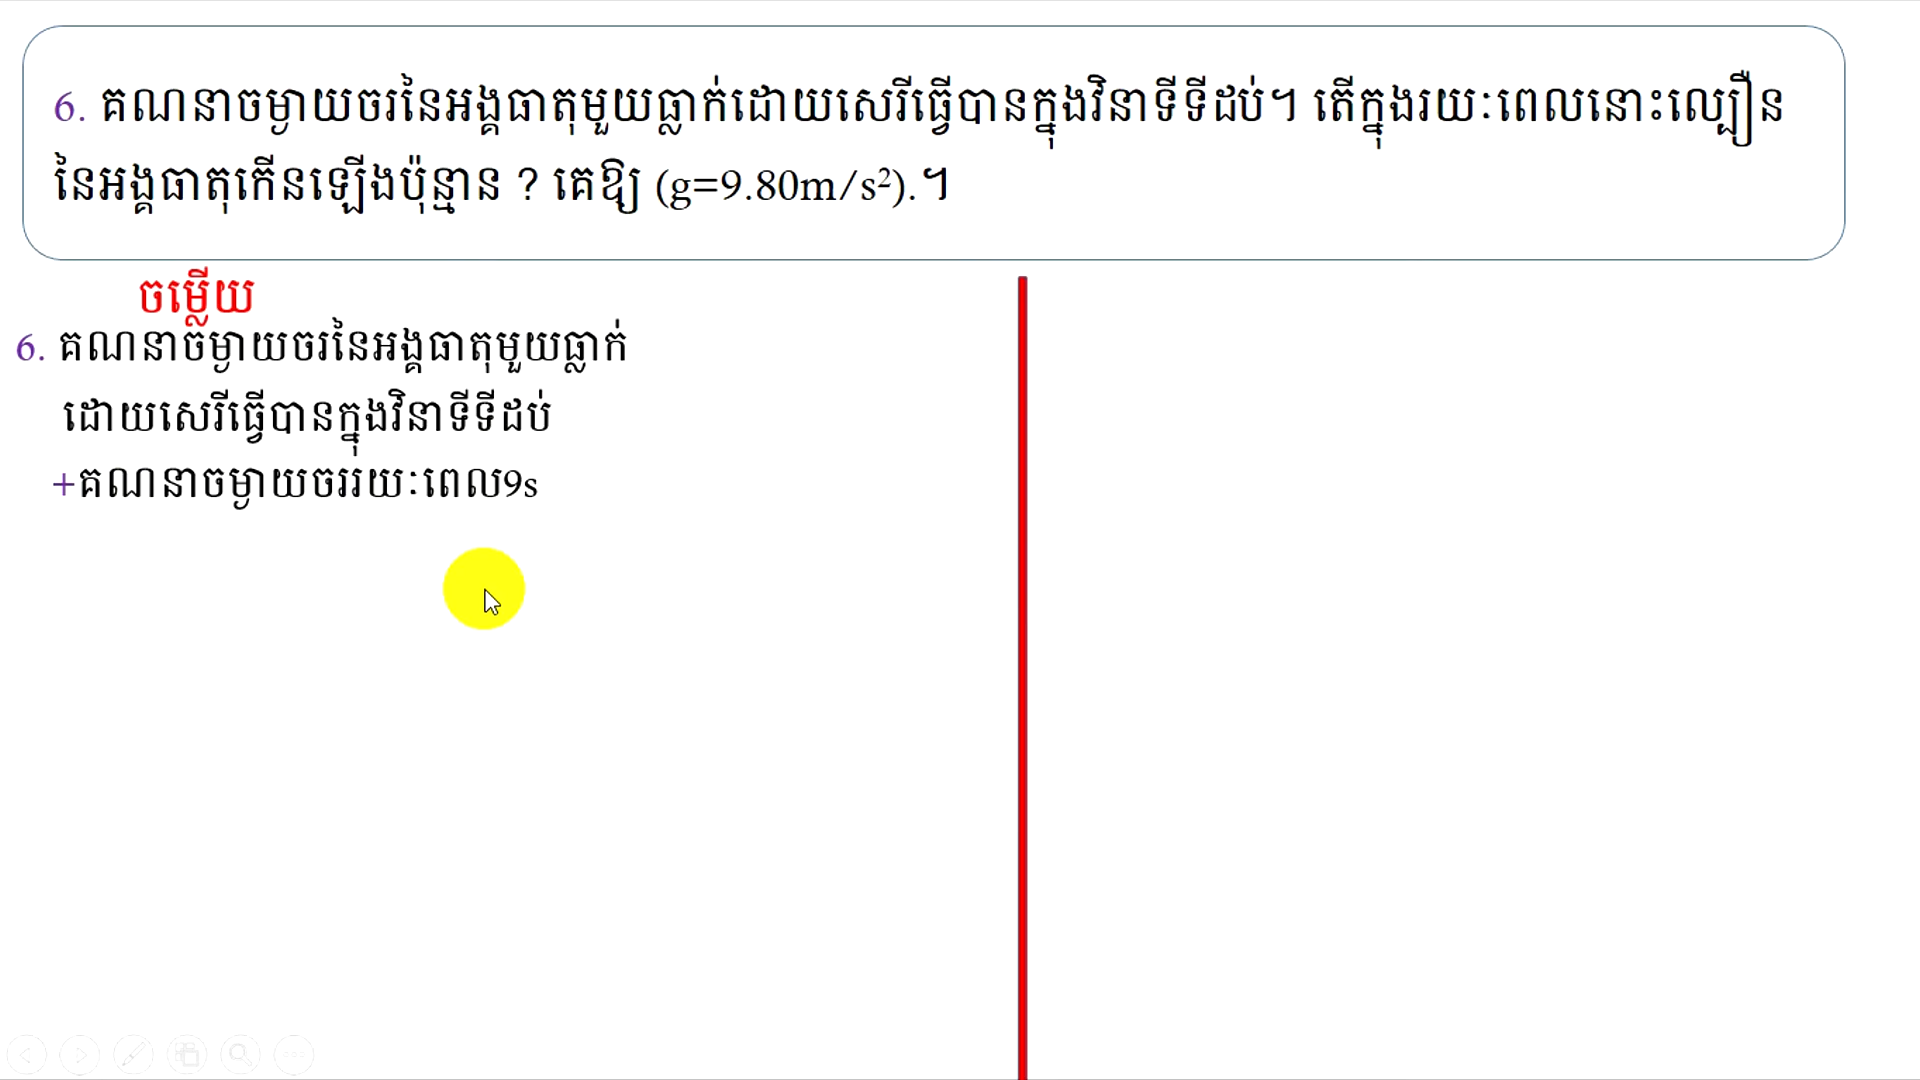 6. គណនាចម្ងាយចរនៃអង្គធាតុមួយធ្លាក់ដោយសេរីធ្វើបានក្នុងវិនាទីទីដប់។ តើក្នុងរយៈពេលនោះល្បឿន
នៃអង្គធាតុកើនឡើងប៉ុន្មាន ? គេឱ្យ (g=9.80m/s²).។
ចម្លើយ
6. គណនាចម្ងាយចរនៃអង្គធាតុមួយធ្លាក់
ដោយសេរីធ្វើបានក្នុងវិនាទីទីដប់
+គណនាចម្ងាយចររយៈពេល9s